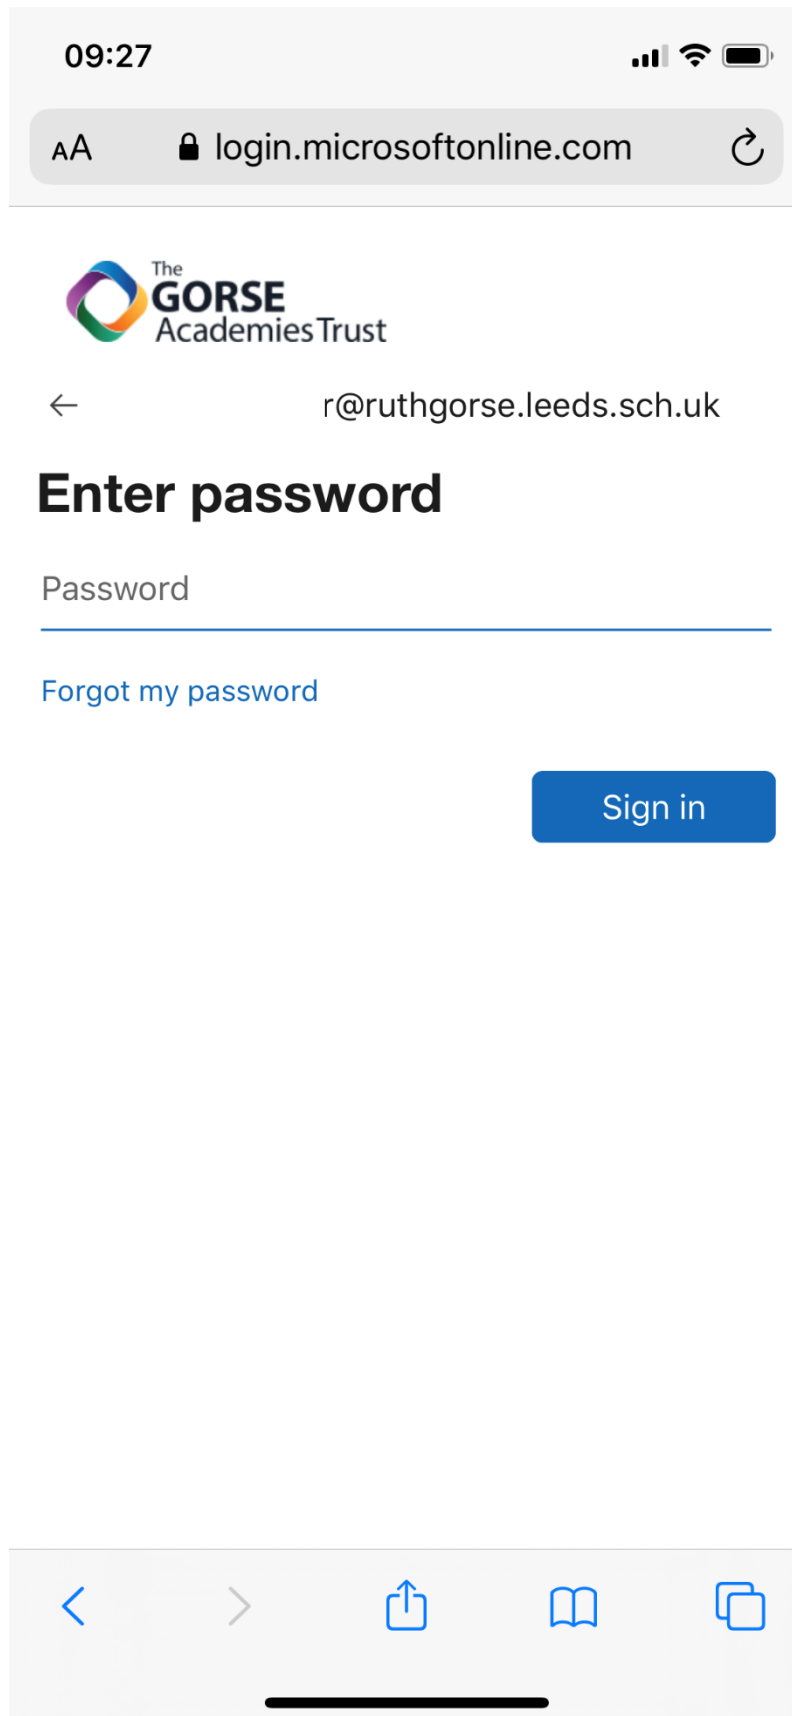 09:27
AA login.microsoftonline.com
The
GORSE
Academies Trust
r@ruthgorse.leeds.sch.uk
Enter password
Password
Forgot my password
Sign in